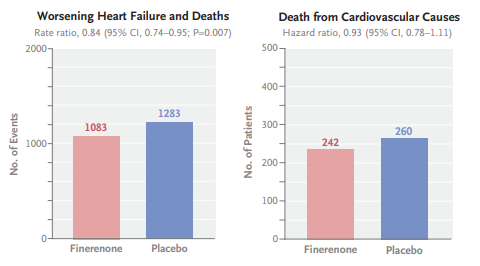 Worsening Heart Failure and Deaths
Rate ratio, 0.84 (95% CI, 0.74–0.95; P=0.007)
No. of Events
2000
1000
0
1083
1283
Finerenone
Placebo
Death from Cardiovascular Causes
Hazard ratio, 0.93 (95% CI, 0.78–1.11)
No. of Patients
500
400
300
200
100
0
242
260
Finerenone
Placebo